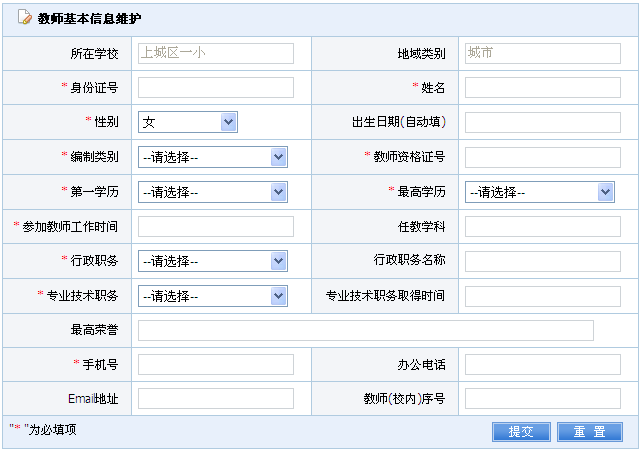 教师基本信息维护
所在学校 上城区一小 地域类别 城市
* 身份证号 * 姓名
* 性别 女 出生日期(自动填)
* 编制类别 --请选择-- * 教师资格证号
* 第一学历 --请选择-- * 最高学历 --请选择--
* 参加教师工作时间 任教学科
* 行政职务 --请选择-- 行政职务名称
* 专业技术职务 --请选择-- 专业技术职务取得时间
最高荣誉
* 手机号 办公电话
Email地址 教师(校内)序号
"* "为必填项 提交 重 置